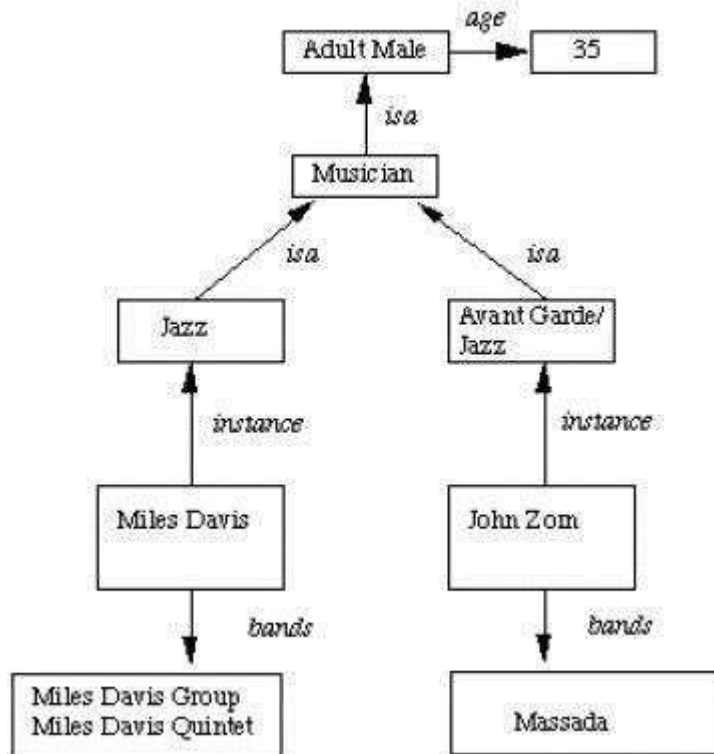 age
Adult Male
35
isa
Musician
isa
isa
Jazz
Avant Garde/
Jazz
instance
instance
Miles Davis
John Zorn
bands
bands
Miles Davis Group
Miles Davis Quintet
Massada